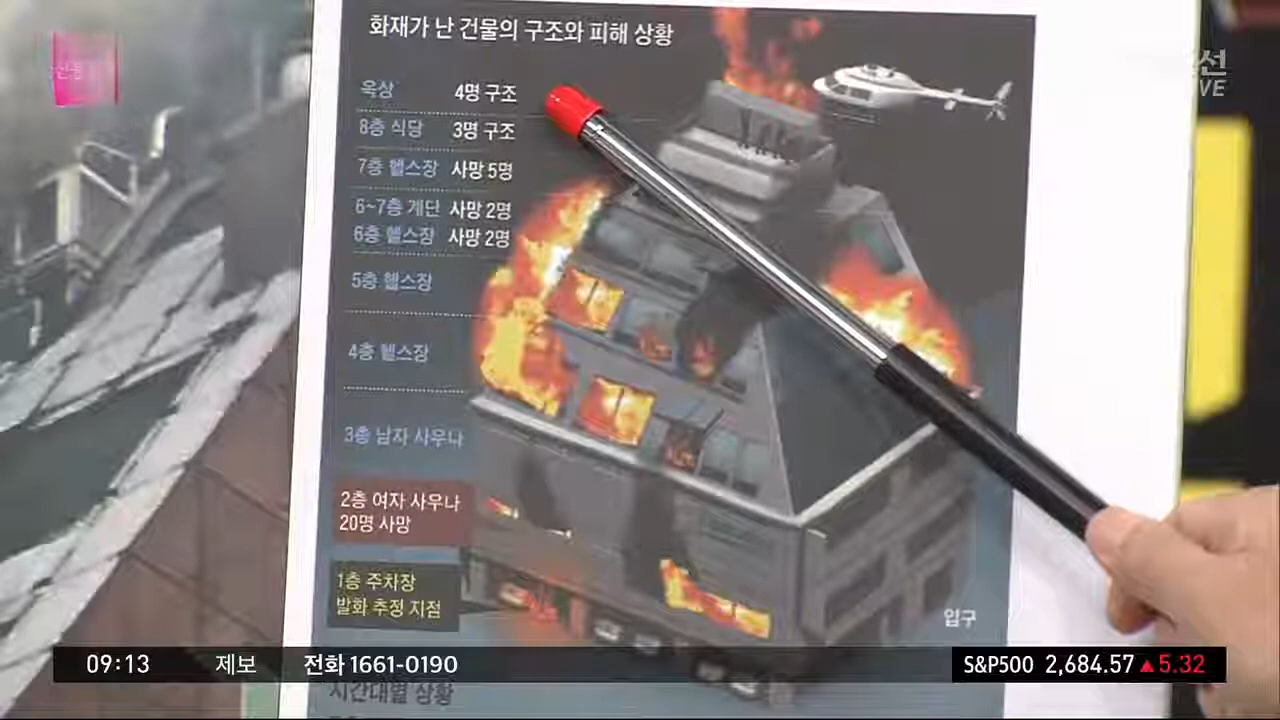 화재가 난 건물의 구조와 피해 상황
옥상 4명 구조
8층 식당 3명 구조
7층 헬스장 사망 5명
6~7층 계단 사망 2명
6층 헬스장 사망 2명
5층 헬스장
4층 헬스장
3층 남자 사우나
2층 여자 사우나
20명 사망
1층 주차장
발화 추정 지점
입구
선
VE
09:13 제보 전화 1661-0190
S&P500 2,684.57▲5.32
시간대별 상황